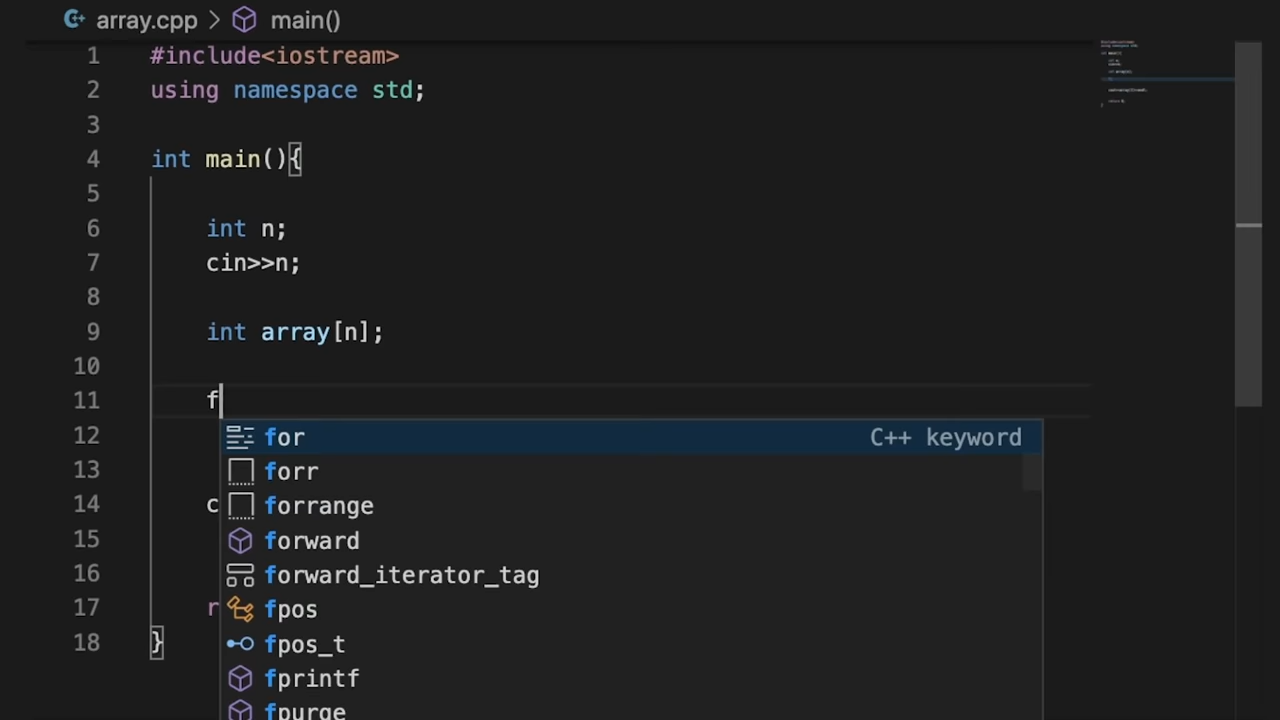 array.cpp > main()
1 #include<iostream>
2 using namespace std;
3
4 int main(){
5
6 int n;
7 cin>>n;
8
9 int array[n];
10
11 f
12 for C++ keyword
13 forr
14 c forrange
15 forward
16 forward_iterator_tag
17 r fpos
18 } fpos_t
fprintf
fpurge